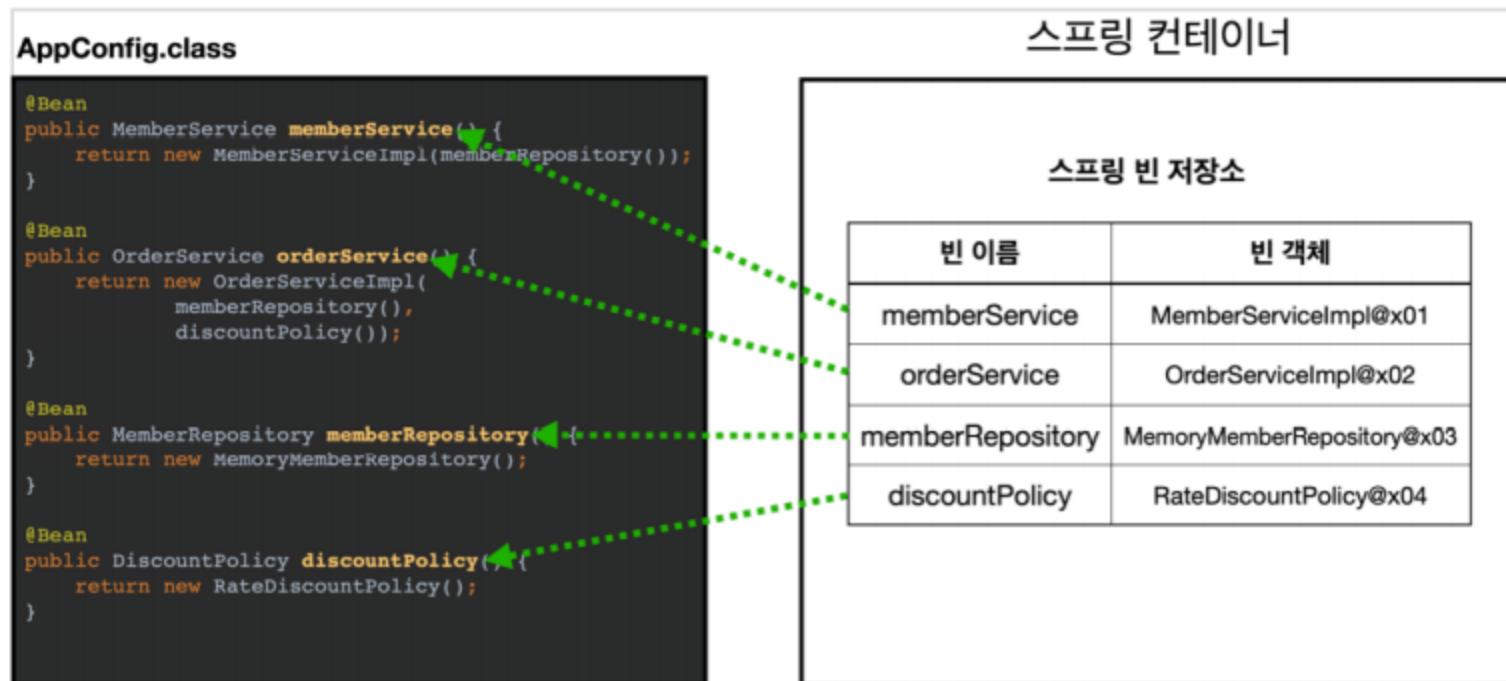 AppConfig.class
@Bean
public MemberService memberService() {
return new MemberServiceImpl(memberRepository());
}
@Bean
public OrderService orderService() {
return new OrderServiceImpl(
memberRepository(),
discountPolicy());
}
@Bean
public MemberRepository memberRepository() {
return new MemoryMemberRepository();
}
@Bean
public DiscountPolicy discountPolicy() {
return new RateDiscountPolicy();
}
스프링 컨테이너
스프링 빈 저장소
빈 이름 빈 객체
memberService MemberServiceImpl@x01
orderService OrderServiceImpl@x02
memberRepository MemoryMemberRepository@x03
discountPolicy RateDiscountPolicy@x04